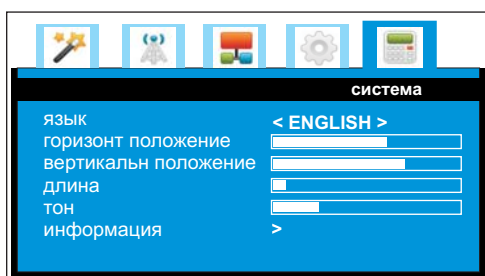 система
язык < ENGLISH >
горизонт положение
вертикальн положение
длина
тон
информация >